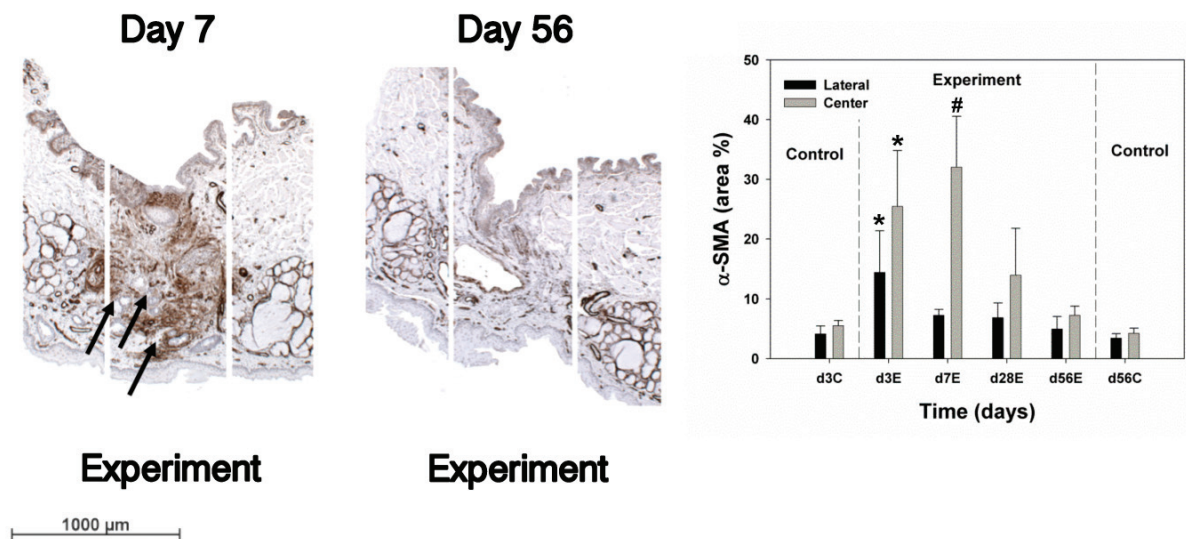 Day 7
Day 56
Experiment
Experiment
1000 µm
50
40
30
20
10
0
α-SMA (area %)
Lateral
Center
Experiment
Control
Control
*
*
#
d3C
d3E
d7E
d28E
d56E
d56C
Time (days)